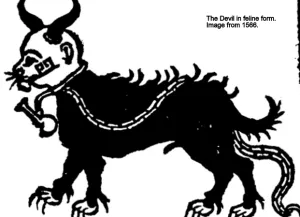 The Devil in feline form.
Image from 1566.